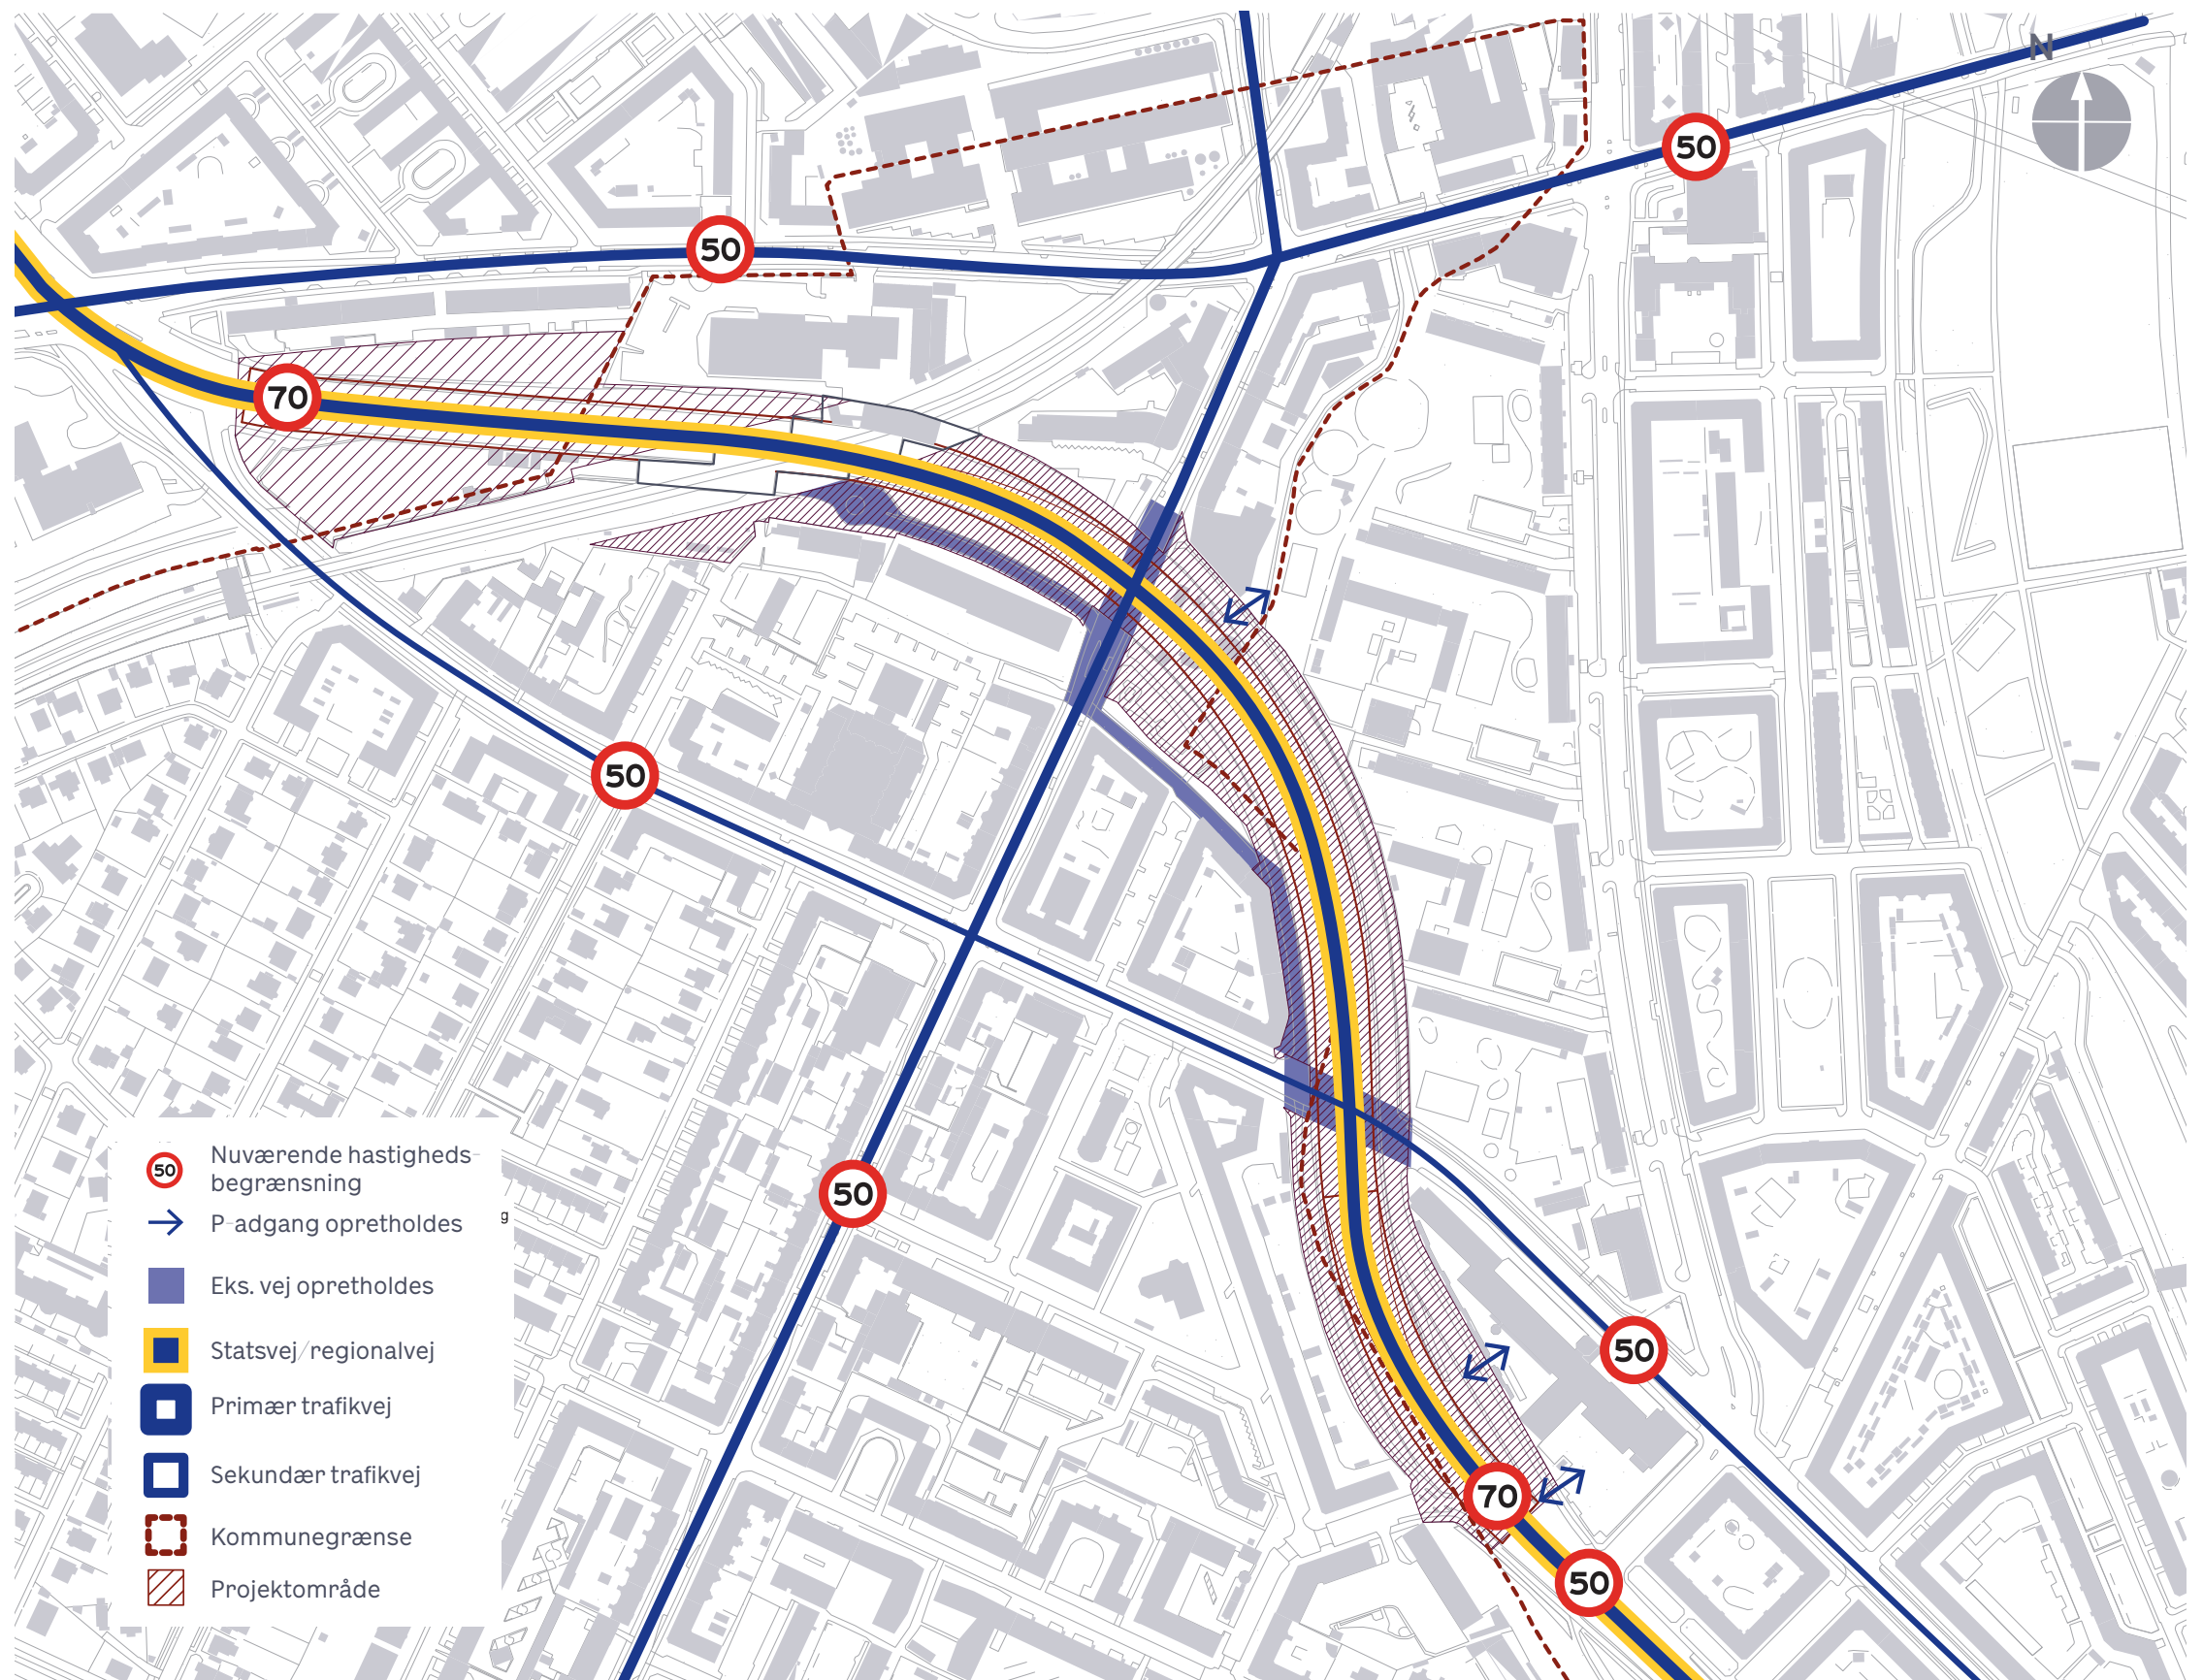 N
50
50
70
50
50
50
70
50
50 Nuværende hastigheds-
begrænsning
P-adgang opretholdes
g
Eks. vej opretholdes
Statsvej/regionalvej
Primær trafikvej
Sekundær trafikvej
Kommunegrænse
Projektområde